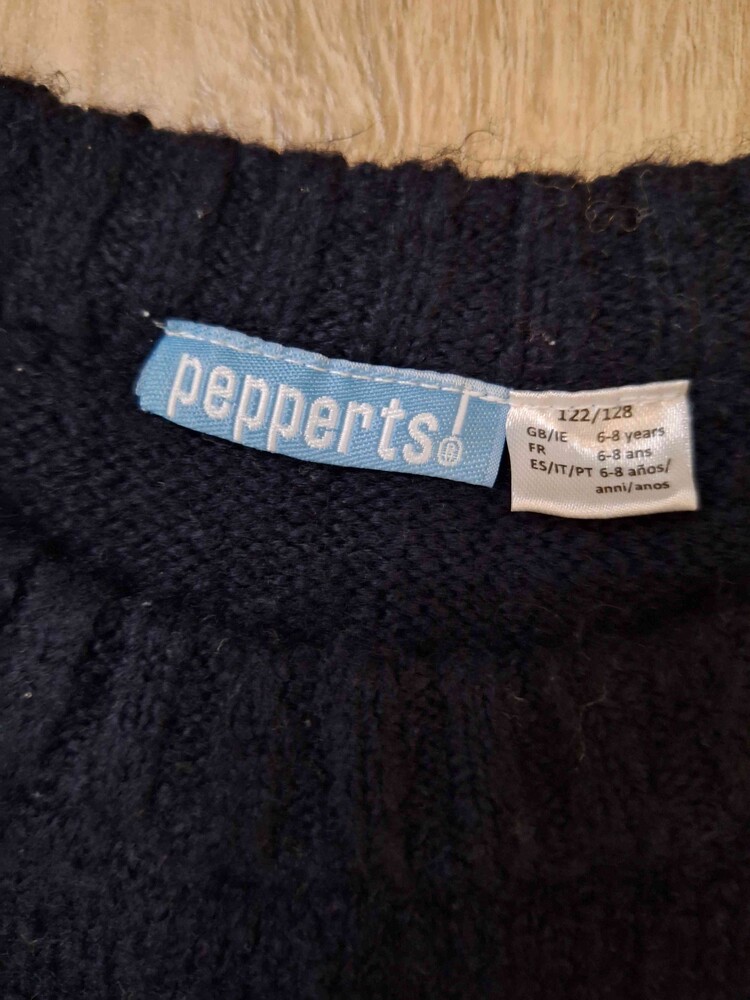 pepperts!
122/128
GB/IE 6-8 years
FR 6-8 ans
ES/IT/PT 6-8 años/
anni/anos